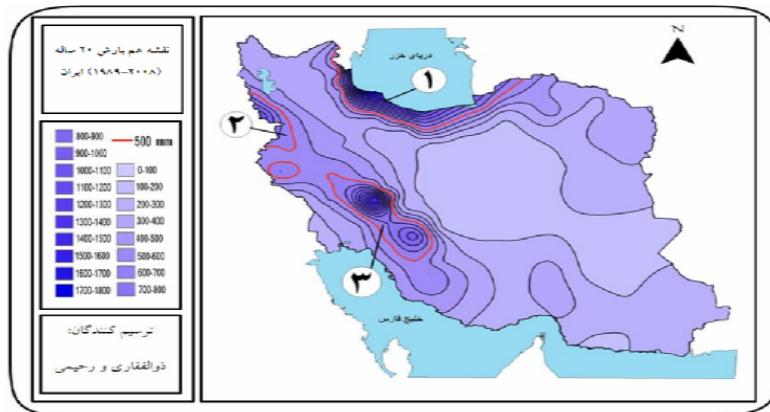 نقشه هم بارش ۲۰ ساله
(۱۹۸۹-۲۰۰۸) ایران
800-900
900-1000
1000-1100
1100-1200
1200-1300
1300-1400
1400-1500
1500-1600
1600-1700
1700-1800
500 mm
0-100
100-200
200-300
300-400
400-500
500-600
600-700
700-800
ترسیم کنندگان:
ذوالفقاری و رحیمی
N
دریای خزر
۱
۲
۳
خلیج فارس